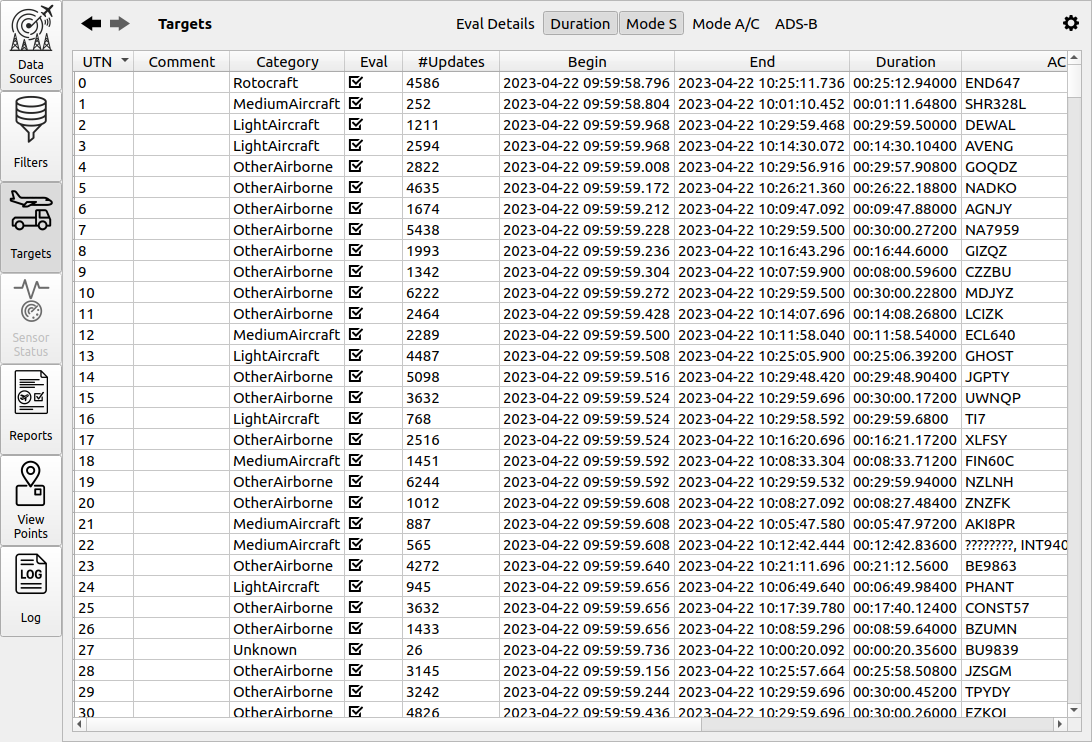 Targets Eval Details Duration Mode S Mode A/C ADS-B
Data
Sources
Filters
Targets
Sensor
Status
Reports
View
Points
LOG
Log
UTN Comment Category Eval #Updates Begin End Duration AC
0 Rotocraft 4586 2023-04-22 09:59:58.796 2023-04-22 10:25:11.736 00:25:12.94000 END647
1 MediumAircraft 252 2023-04-22 09:59:58.804 2023-04-22 10:01:10.452 00:01:11.64800 SHR328L
2 LightAircraft 1211 2023-04-22 09:59:59.968 2023-04-22 10:29:59.468 00:29:59.50000 DEWAL
3 LightAircraft 2594 2023-04-22 09:59:59.968 2023-04-22 10:14:30.072 00:14:30.10400 AVENG
4 OtherAirborne 2822 2023-04-22 09:59:59.008 2023-04-22 10:29:56.916 00:29:57.90800 GOQDZ
5 OtherAirborne 4635 2023-04-22 09:59:59.172 2023-04-22 10:26:21.360 00:26:22.18800 NADKO
6 OtherAirborne 1674 2023-04-22 09:59:59.212 2023-04-22 10:09:47.092 00:09:47.88000 AGNJY
7 OtherAirborne 5438 2023-04-22 09:59:59.228 2023-04-22 10:29:59.500 00:30:00.27200 NA7959
8 OtherAirborne 1993 2023-04-22 09:59:59.236 2023-04-22 10:16:43.296 00:16:44.6000 GIZQZ
9 OtherAirborne 1342 2023-04-22 09:59:59.304 2023-04-22 10:07:59.900 00:08:00.59600 CZZBU
10 OtherAirborne 6222 2023-04-22 09:59:59.272 2023-04-22 10:29:59.500 00:30:00.22800 MDJYZ
11 OtherAirborne 2464 2023-04-22 09:59:59.428 2023-04-22 10:14:07.696 00:14:08.26800 LCIZK
12 MediumAircraft 2289 2023-04-22 09:59:59.500 2023-04-22 10:11:58.040 00:11:58.54000 ECL640
13 LightAircraft 4487 2023-04-22 09:59:59.508 2023-04-22 10:25:05.900 00:25:06.39200 GHOST
14 OtherAirborne 5098 2023-04-22 09:59:59.516 2023-04-22 10:29:48.420 00:29:48.90400 JGPTY
15 OtherAirborne 3632 2023-04-22 09:59:59.524 2023-04-22 10:29:59.696 00:30:00.17200 UWNQP
16 LightAircraft 768 2023-04-22 09:59:59.524 2023-04-22 10:29:58.592 00:29:59.6800 TI7
17 OtherAirborne 2516 2023-04-22 09:59:59.524 2023-04-22 10:16:20.696 00:16:21.17200 XLFSY
18 MediumAircraft 1451 2023-04-22 09:59:59.592 2023-04-22 10:08:33.304 00:08:33.71200 FIN60C
19 OtherAirborne 6244 2023-04-22 09:59:59.592 2023-04-22 10:29:59.532 00:29:59.94000 NZLNH
20 OtherAirborne 1012 2023-04-22 09:59:59.608 2023-04-22 10:08:27.092 00:08:27.48400 ZNZFK
21 MediumAircraft 887 2023-04-22 09:59:59.608 2023-04-22 10:05:47.580 00:05:47.97200 AKI8PR
22 MediumAircraft 565 2023-04-22 09:59:59.608 2023-04-22 10:12:42.444 00:12:42.83600 ????????, INT940
23 OtherAirborne 4272 2023-04-22 09:59:59.640 2023-04-22 10:21:11.696 00:21:12.5600 BE9863
24 LightAircraft 945 2023-04-22 09:59:59.656 2023-04-22 10:06:49.640 00:06:49.98400 PHANT
25 OtherAirborne 3632 2023-04-22 09:59:59.656 2023-04-22 10:17:39.780 00:17:40.12400 CONST57
26 OtherAirborne 1433 2023-04-22 09:59:59.656 2023-04-22 10:08:59.296 00:08:59.64000 BZUMN
27 Unknown 26 2023-04-22 09:59:59.736 2023-04-22 10:00:20.092 00:00:20.35600 BU9839
28 OtherAirborne 3145 2023-04-22 09:59:59.156 2023-04-22 10:25:57.664 00:25:58.50800 JZSGM
29 OtherAirborne 3242 2023-04-22 09:59:59.244 2023-04-22 10:29:59.696 00:30:00.45200 TPYDY
30 OtherAirborne 4826 2023-04-22 09:59:59.436 2023-04-22 10:29:59.696 00:30:00.26000